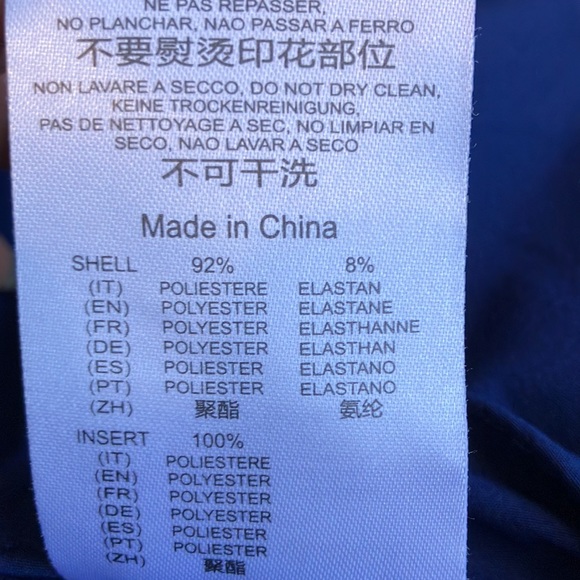 NE PAS REPASSER,
NO PLANCHAR, NAO PASSAR A FERRO
不要熨烫印花部位
NON LAVARE A SECCO, DO NOT DRY CLEAN,
KEINE TROCKENREINIGUNG,
PAS DE NETTOYAGE A SEC, NO LIMPIAR EN
SECO, NAO LAVAR A SECO
不可干洗
Made in China
SHELL 92% 8%
(IT) POLIESTERE ELASTAN
(EN) POLYESTER ELASTANE
(FR) POLYESTER ELASTHANNE
(DE) POLYESTER ELASTHAN
(ES) POLIESTER ELASTANO
(PT) POLIESTER ELASTANO
(ZH) 聚酯 氨纶
INSERT 100%
(IT) POLIESTERE
(EN) POLYESTER
(FR) POLYESTER
(DE) POLYESTER
(ES) POLIESTER
(PT) POLIESTER
(ZH) 聚酯